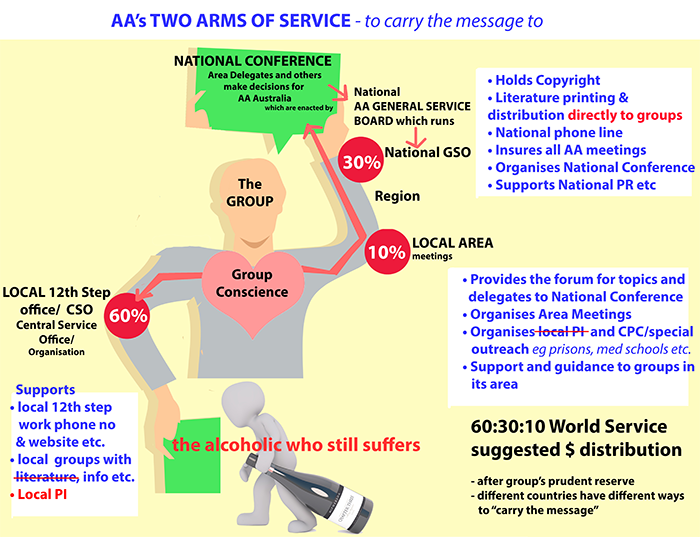 AA's TWO ARMS OF SERVICE - to carry the message to
NATIONAL CONFERENCE
Area Delegates and others
make decisions for
AA Australia
which are enacted by
National
AA GENERAL SERVICE
BOARD which runs
30%
National GSO
Region
• Holds Copyright
• Literature printing &
distribution directly to groups
• National phone line
• Insures all AA meetings
• Organises National Conference
• Supports National PR etc
The
GROUP
Group
Conscience
10%
LOCAL AREA
meetings
LOCAL 12th Step
office/ CSO
Central Service
Office/
Organisation
60%
• Provides the forum for topics and
delegates to National Conference
• Organises Area Meetings
• Organises local PI and CPC/special
outreach eg prisons, med schools etc.
• Support and guidance to groups in
its area
Supports
• local 12th step
work phone no
& website etc.
• local groups with
literature, info etc.
• Local PI
the alcoholic who still suffers
60:30:10 World Service
suggested $ distribution
- after group's prudent reserve
- different countries have different ways
to "carry the message"